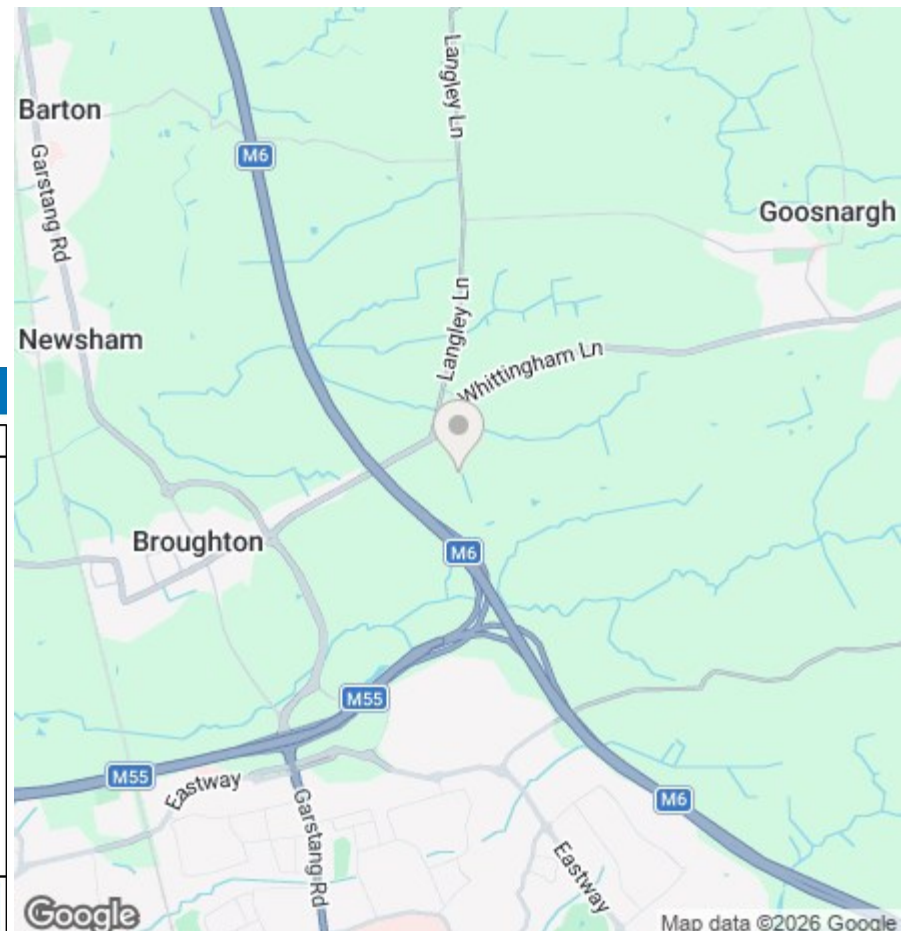 Langley Ln
Barton
M6
Garstang Rd
Goosnargh
Langley Ln
Newsham
Whittingham Ln
Broughton
M6
M55
M55
Eastway
M6
Garstang Rd
Eastway
Google
Map data ©2026 Google